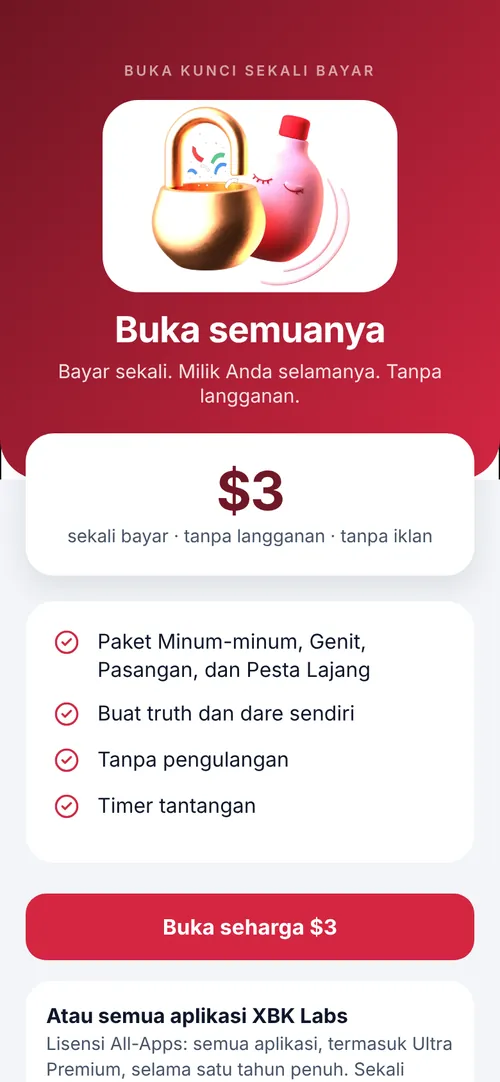 BUKA KUNCI SEKALI BAYAR
Buka semuanya
Bayar sekali. Milik Anda selamanya. Tanpa
langganan.
$3
sekali bayar · tanpa langganan · tanpa iklan
Paket Minum-minum, Genit,
Pasangan, dan Pesta Lajang
Buat truth dan dare sendiri
Tanpa pengulangan
Timer tantangan
Buka seharga $3
Atau semua aplikasi XBK Labs
Lisensi All-Apps: semua aplikasi, termasuk Ultra
Premium, selama satu tahun penuh. Sekali